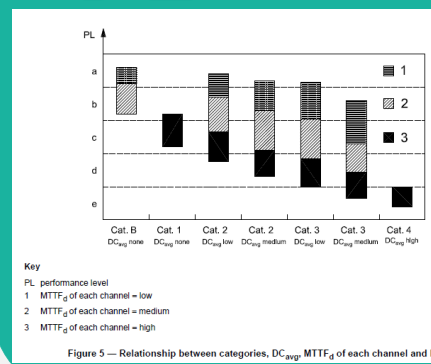 PL
a
b
c
d
e
1
2
3
Cat. B Cat. 1 Cat. 2 Cat. 2 Cat. 3 Cat. 3 Cat. 4
DCavg none DCavg none DCavg low DCavg medium DCavg low DCavg medium DCavg high
Key
PL performance level
1 MTTFd of each channel = low
2 MTTFd of each channel = medium
3 MTTFd of each channel = high
Figure 5 — Relationship between categories, DCavg, MTTFd of each channel and